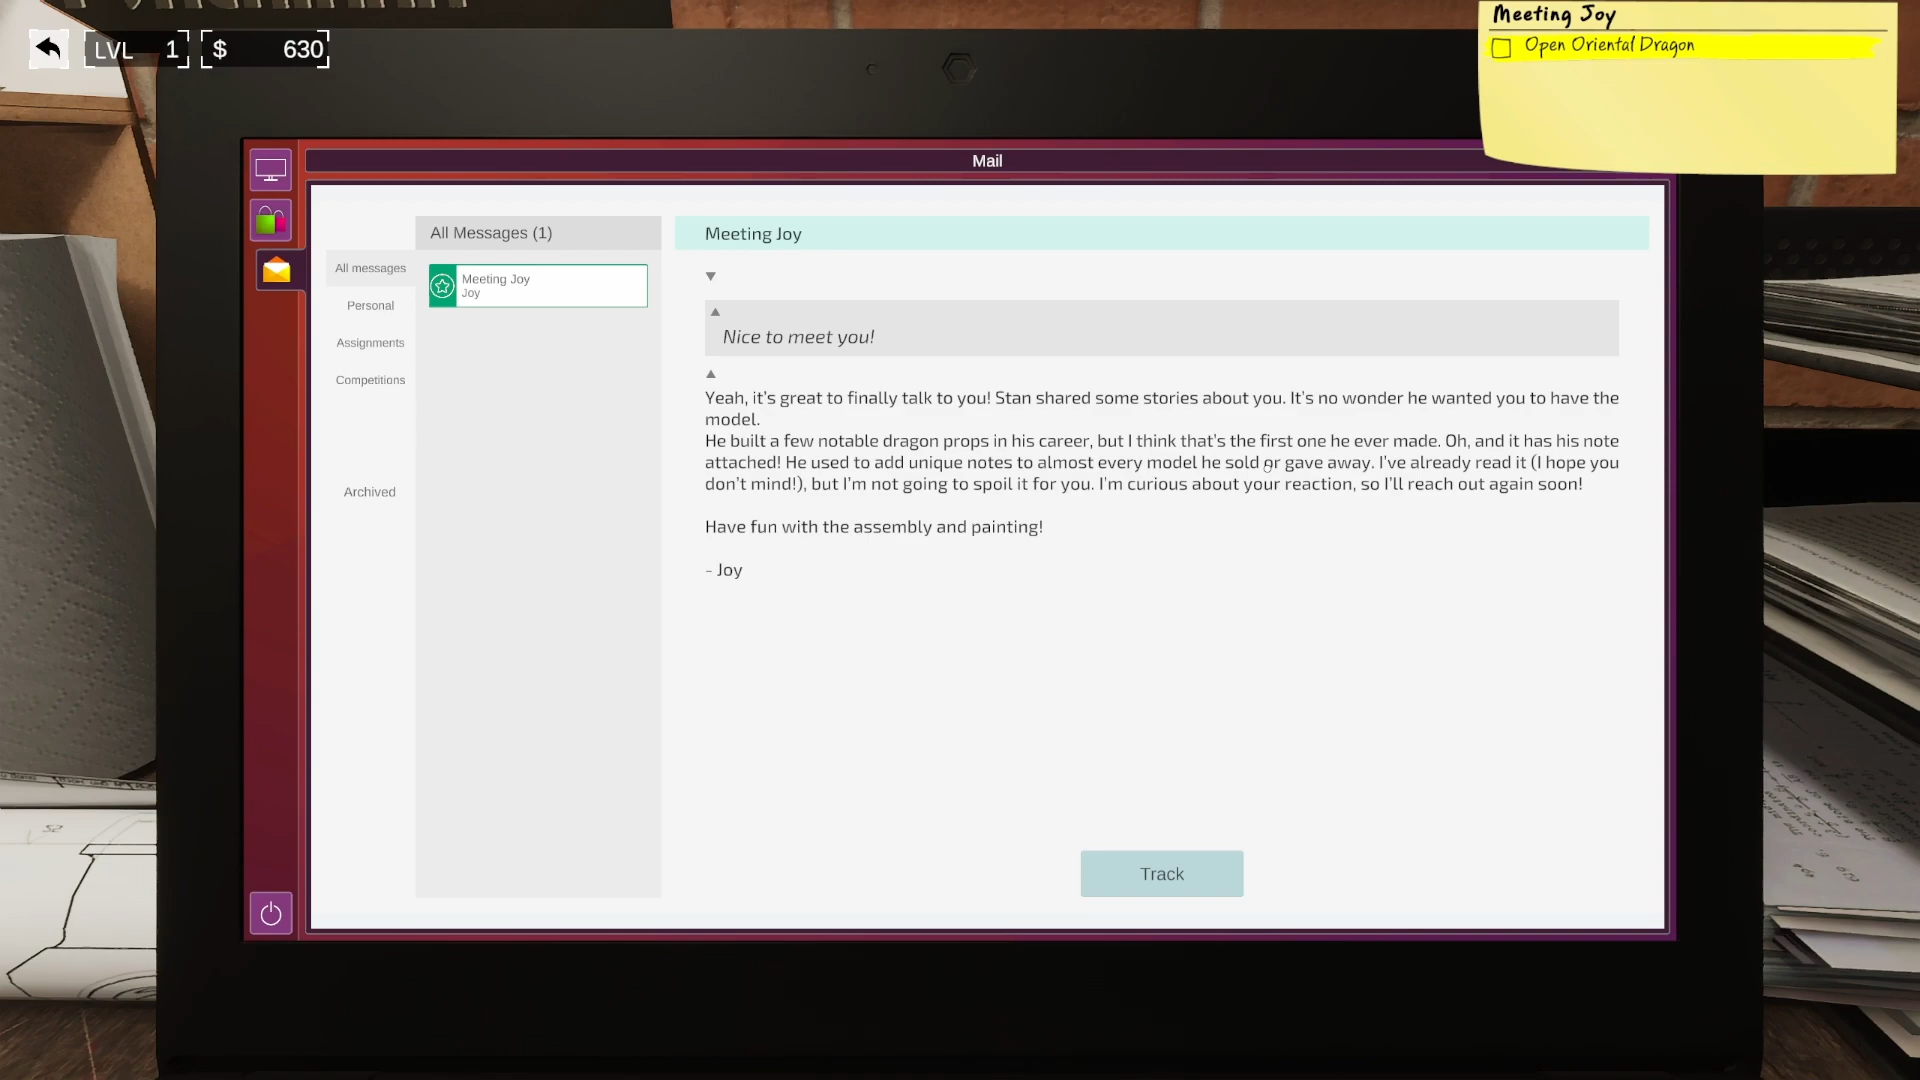 LVL 1 $ 630
Meeting Joy
Open Oriental Dragon
Mail
All Messages (1)
Meeting Joy
All messages
Personal
Assignments
Competitions
Archived
Meeting Joy
Joy
Nice to meet you!
Yeah, it's great to finally talk to you! Stan shared some stories about you. It's no wonder he wanted you to have the
model.
He built a few notable dragon props in his career, but I think that's the first one he ever made. Oh, and it has his note
attached! He used to add unique notes to almost every model he sold or gave away. I've already read it (I hope you
don't mind!), but I'm not going to spoil it for you. I'm curious about your reaction, so I'll reach out again soon!
Have fun with the assembly and painting!
- Joy
Track